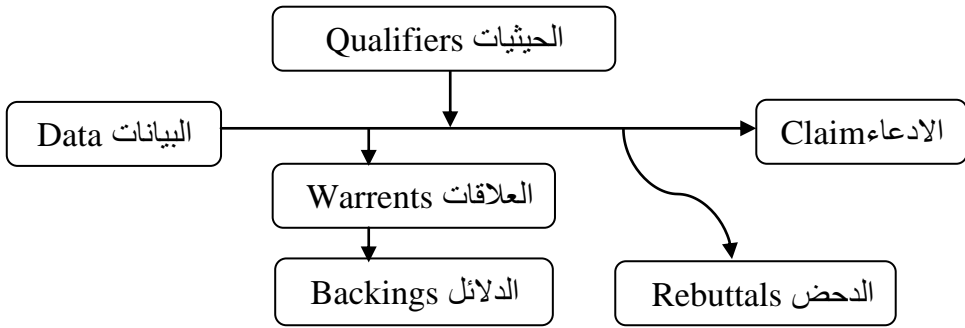 الحيثيات Qualifiers
البيانات Data
الادعاءClaim
العلاقات Warrents
الدلائل Backings
الدحض Rebuttals